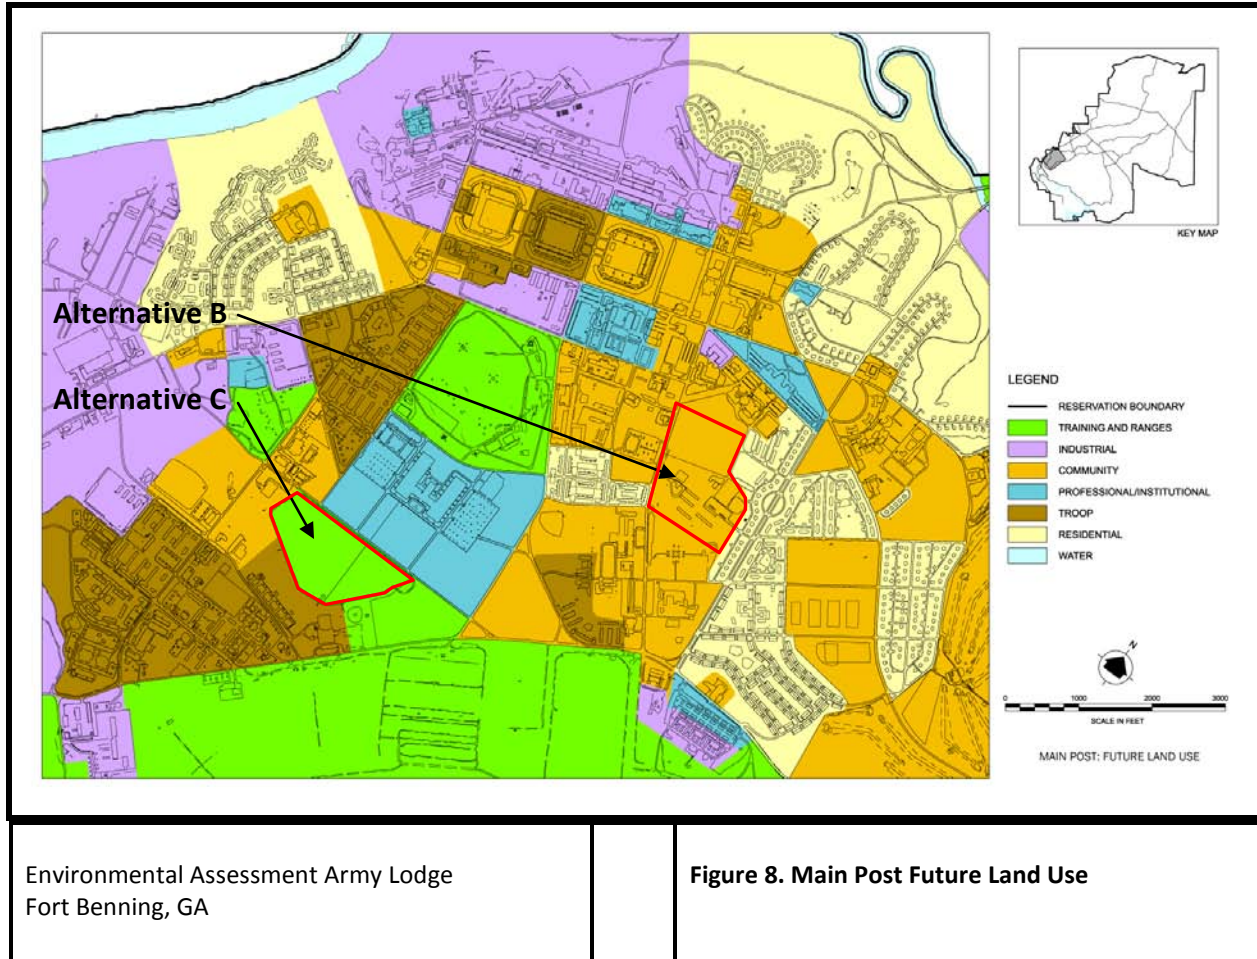 Alternative B
Alternative C
KEY MAP
LEGEND
RESERVATION BOUNDARY
TRAINING AND RANGES
INDUSTRIAL
COMMUNITY
PROFESSIONAL/INSTITUTIONAL
TROOP
RESIDENTIAL
WATER
N
0 1000 2000 3000
SCALE IN FEET
MAIN POST: FUTURE LAND USE
Environmental Assessment Army Lodge
Fort Benning, GA
Figure 8. Main Post Future Land Use